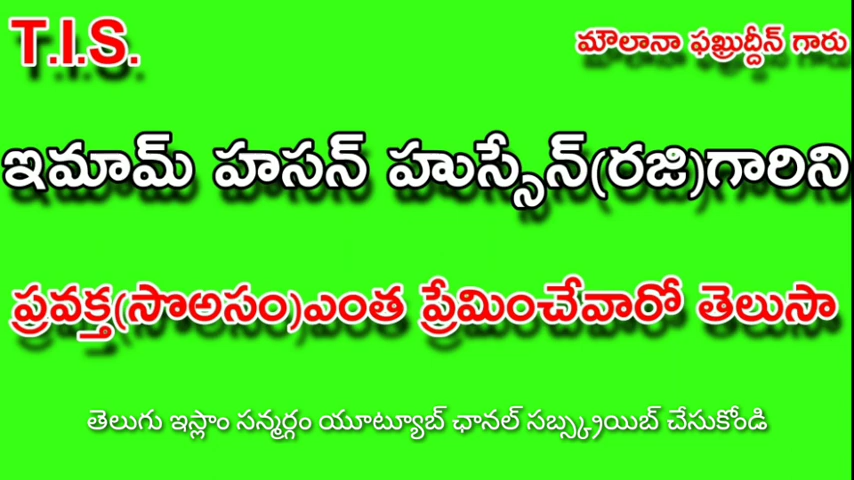 T.I.S.
మౌలానా ఫఖ్రుద్దీన్ గారు
ఇమామ్ హసన్ హుస్సేన్(రజి)గారిని
ప్రవక్త(సొఅసం)ఎంత ప్రేమించేవారో తెలుసా
తెలుగు ఇస్లాం సన్మర్గం యూట్యూబ్ ఛానల్ సబ్స్క్రయిబ్ చేసుకోండి